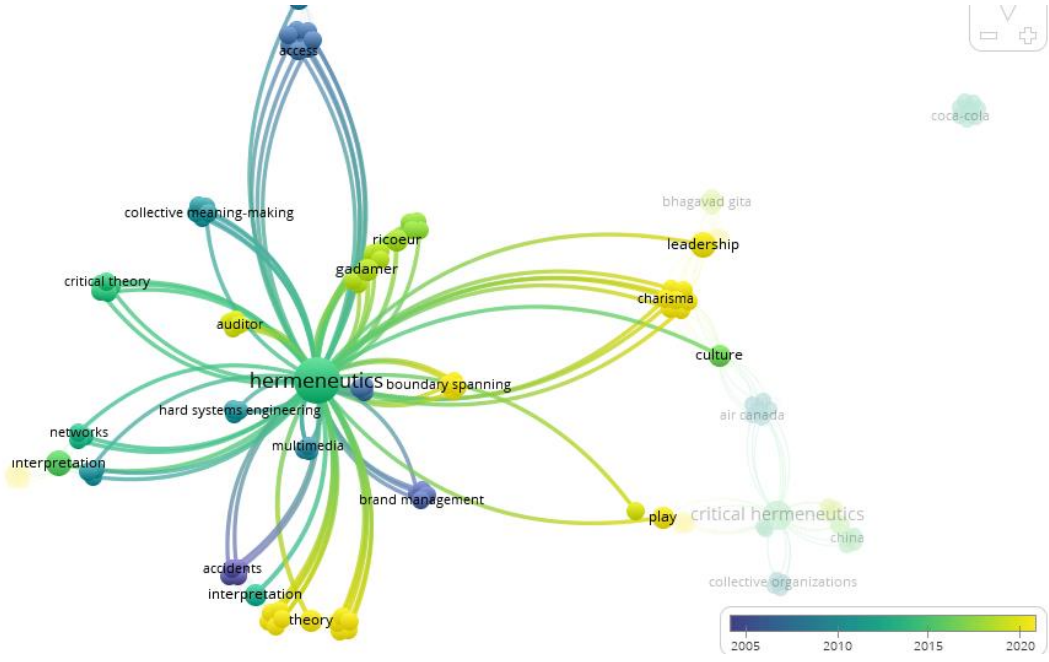 access
coca-cola
bhagavad gita
collective meaning-making
ricoeur
leadership
gadamer
critical theory
charisma
auditor
culture
hermeneutics
boundary spanning
hard systems engineering
air canada
networks
multimedia
interpretation
brand management
play
critical hermeneutics
china
accidents
collective organizations
interpretation
theory
2005
2010
2015
2020